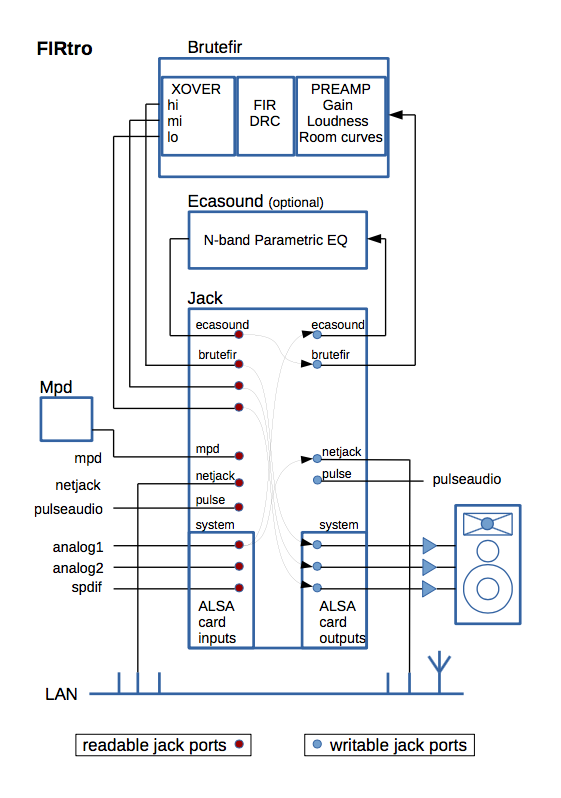 FIRtro
Brutefir
XOVER
hi
mi
lo
FIR
DRC
PREAMP
Gain
Loudness
Room curves
Ecasound (optional)
N-band Parametric EQ
Jack
ecasound
ecasound
brutefir
brutefir
Mpd
mpd
mpd
netjack
netjack
netjack
pulse
pulseaudio
pulseaudio
pulse
system
system
analog1
analog2
spdif
ALSA
card
inputs
ALSA
card
outputs
LAN
readable jack ports
writable jack ports